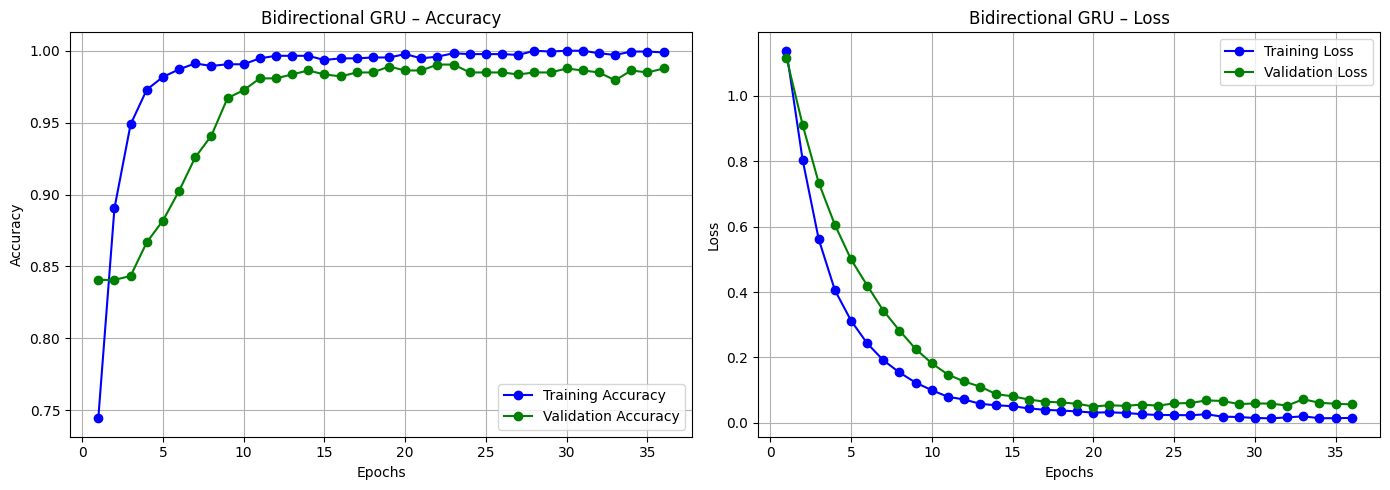 Bidirectional GRU – Accuracy
Accuracy
1.00
0.95
0.90
0.85
0.80
0.75
0
5
10
15
20
25
30
35
Epochs
Training Accuracy
Validation Accuracy
Bidirectional GRU – Loss
Loss
1.0
0.8
0.6
0.4
0.2
0.0
0
5
10
15
20
25
30
35
Epochs
Training Loss
Validation Loss